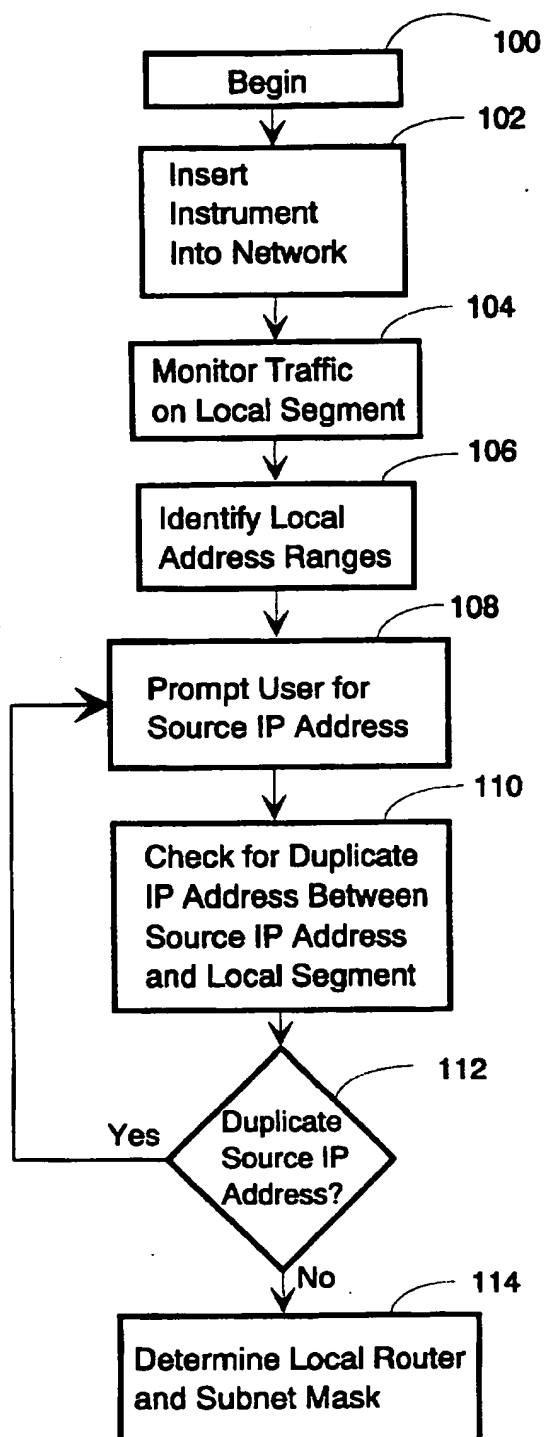 100
Begin
102
Insert
Instrument
Into Network
104
Monitor Traffic
on Local Segment
106
Identify Local
Address Ranges
108
Prompt User for
Source IP Address
110
Check for Duplicate
IP Address Between
Source IP Address
and Local Segment
112
Yes
Duplicate
Source IP
Address?
No
114
Determine Local Router
and Subnet Mask